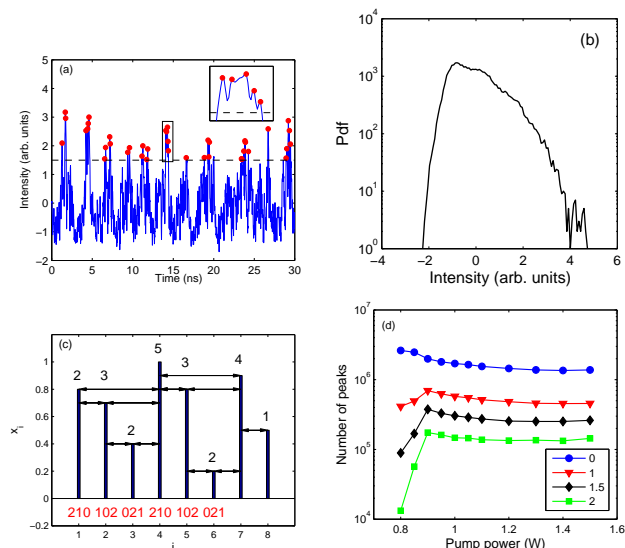 (a)
5
4
3
2
1
0
−1
−2
0 5 10 15 20 25 30
Time (ns)
Intensity (arb. units)
(b)
10^4
10^3
10^2
10^1
10^0
−4 −2 0 2 4 6
Intensity (arb. units)
Pdf
(c)
1
0.8
0.6
0.4
0.2
0
−0.2
x_i
5
2 3 3 4
2 1
2
210 102 021 210 102 021
1 2 3 4 5 6 7 8
i
(d)
10^7
10^6
10^5
10^4
0.8 1 1.2 1.4 1.6
Pump power (W)
Number of peaks
0
1
1.5
2